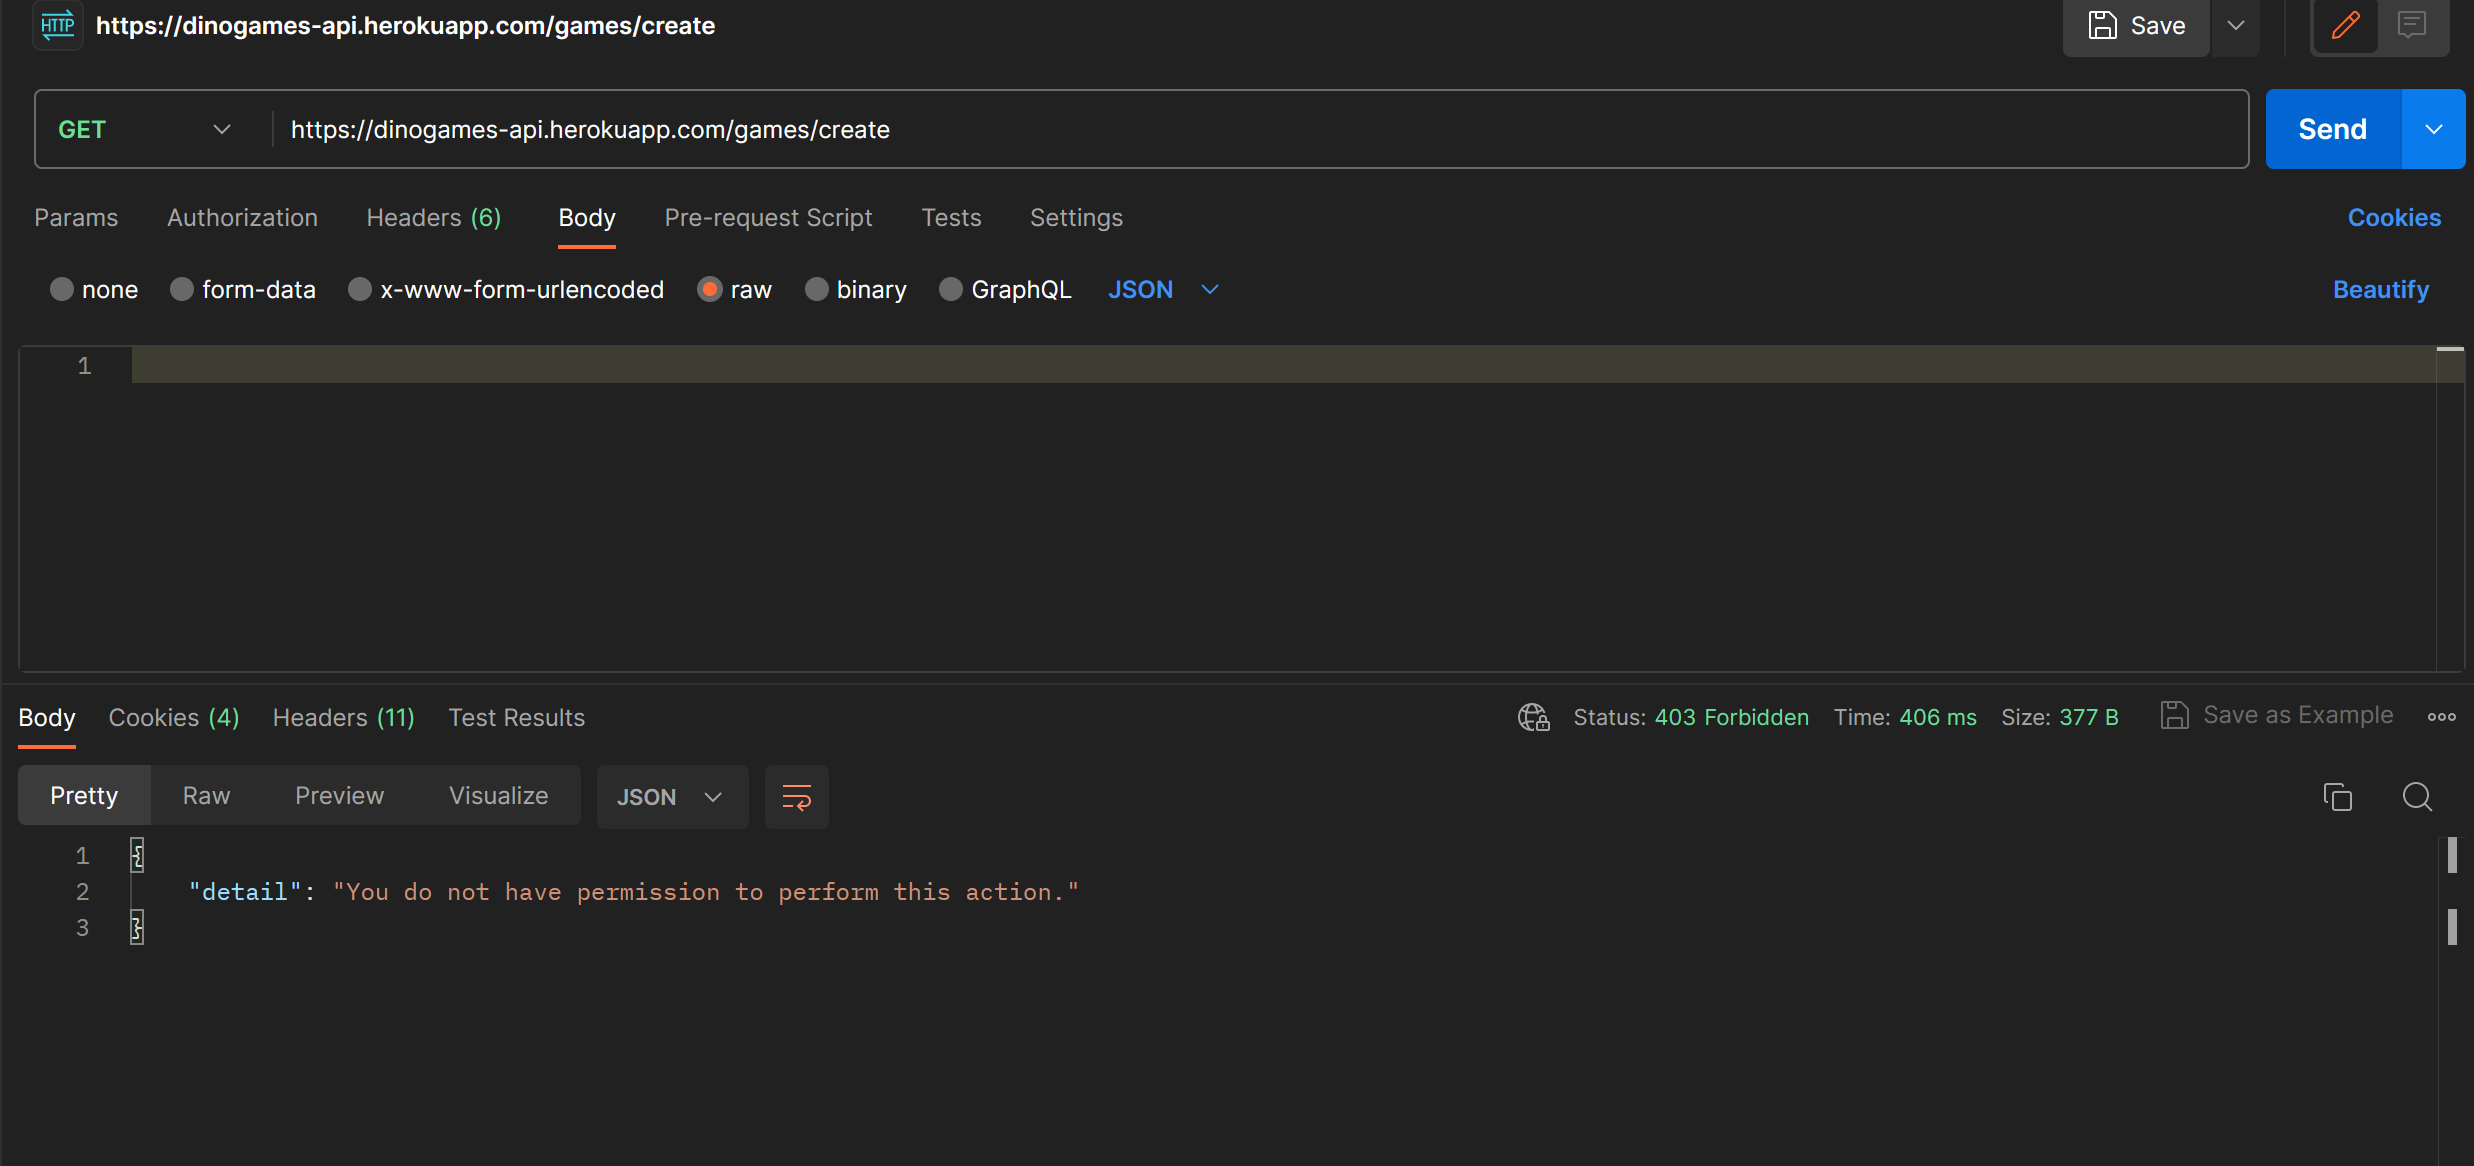 HTTP https://dinogames-api.herokuapp.com/games/create Save
GET https://dinogames-api.herokuapp.com/games/create Send
Params Authorization Headers (6) Body Pre-request Script Tests Settings Cookies
none form-data x-www-form-urlencoded raw binary GraphQL JSON Beautify
1
Body Cookies (4) Headers (11) Test Results Status: 403 Forbidden Time: 406 ms Size: 377 B Save as Example
Pretty Raw Preview Visualize JSON
1 {
2 "detail": "You do not have permission to perform this action."
3 }